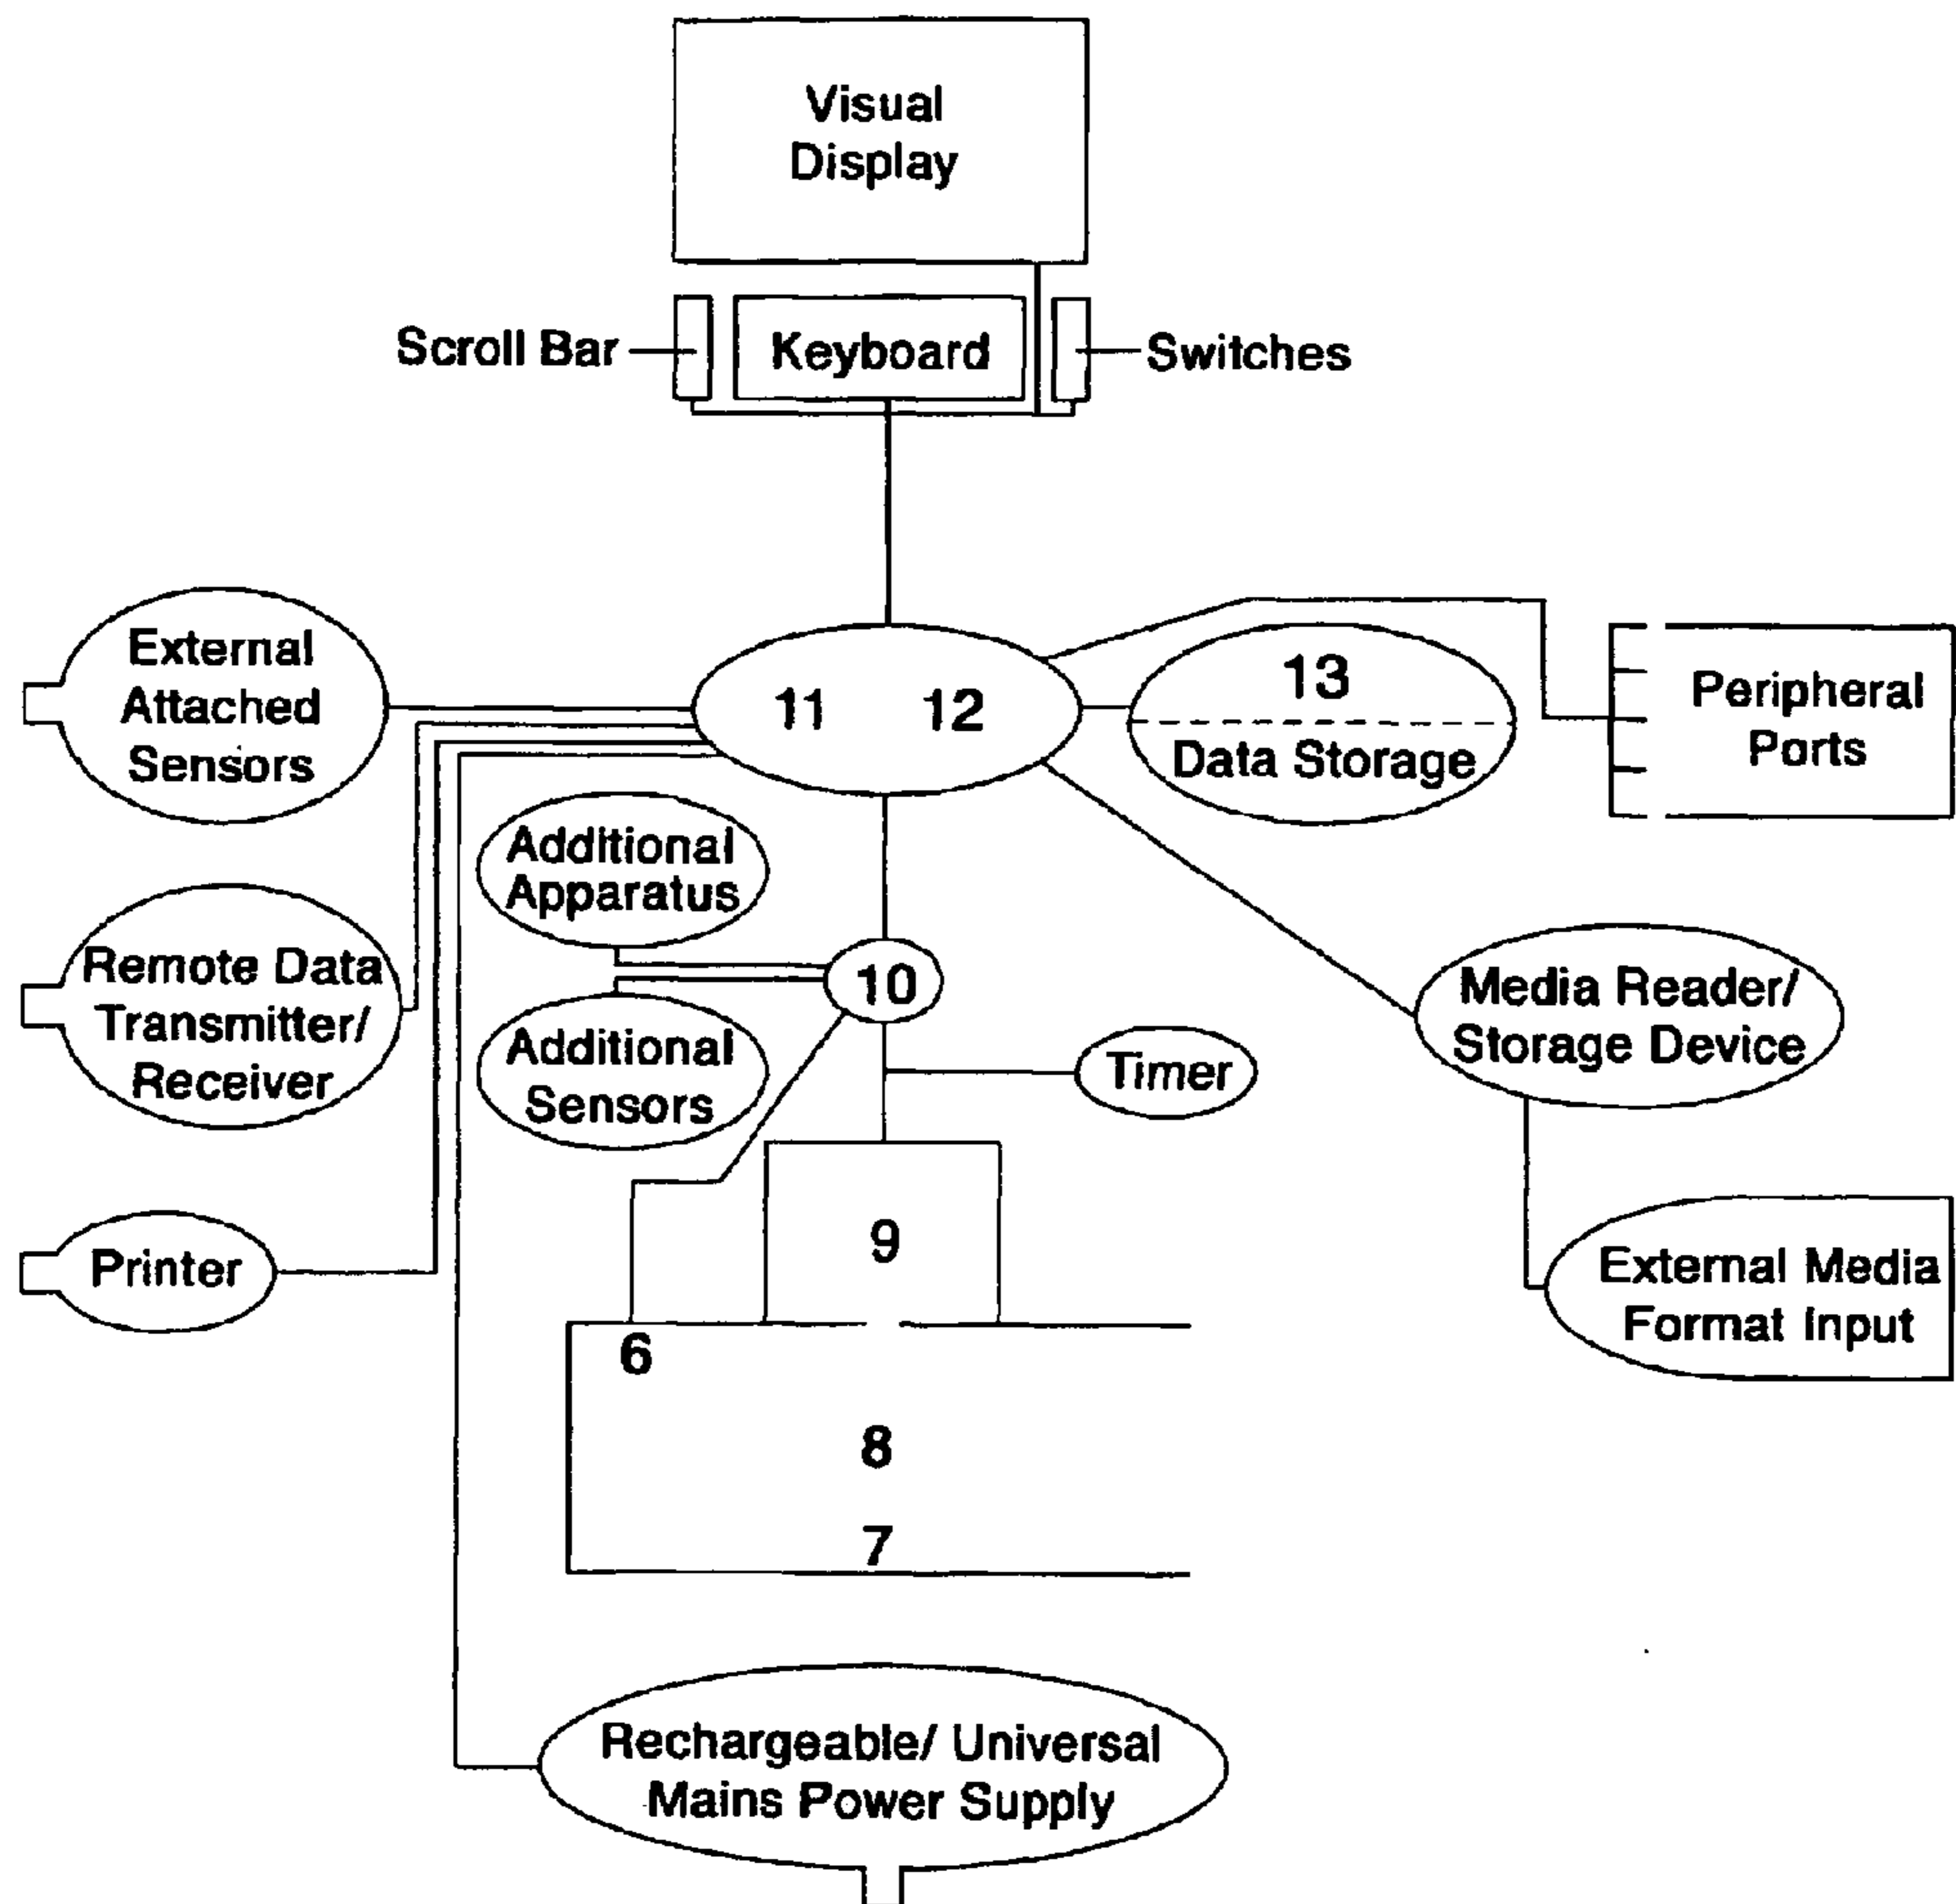 Visual
Display
Scroll Bar
Keyboard
Switches
External
Attached
Sensors
11 12
13
Data Storage
Peripheral
Ports
Additional
Apparatus
Remote Data
Transmitter/
Receiver
10
Additional
Sensors
Timer
Media Reader/
Storage Device
Printer
9
External Media
Format Input
6
8
7
Rechargeable/ Universal
Mains Power Supply